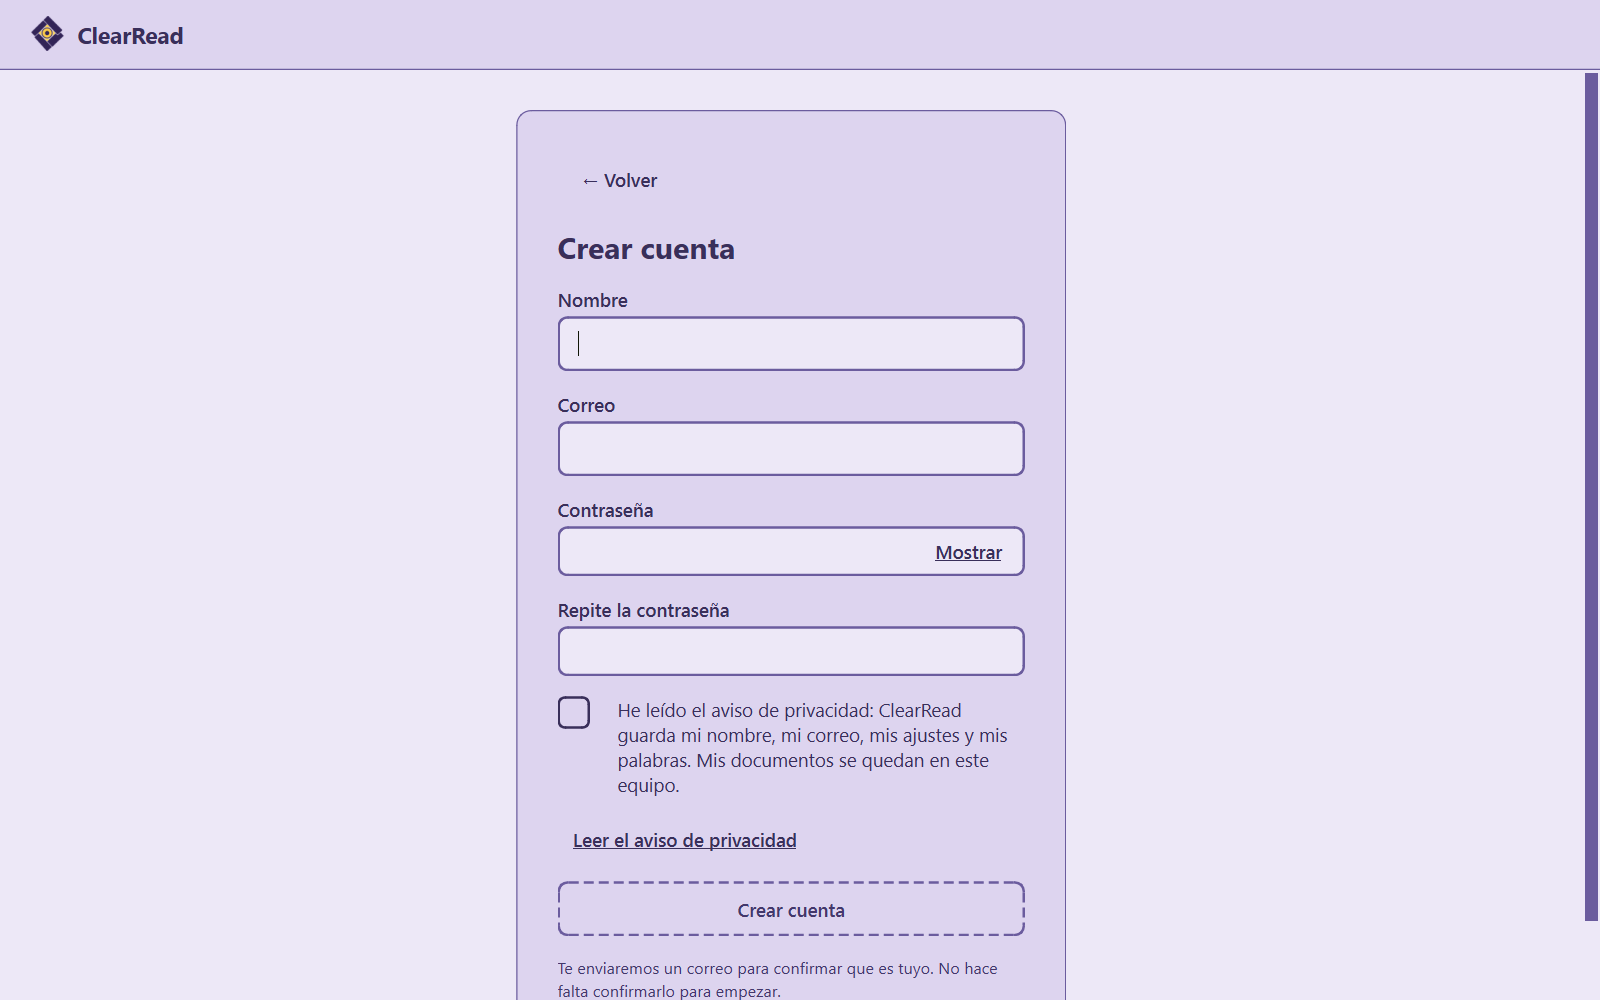 ClearRead
← Volver
Crear cuenta
Nombre
Correo
Contraseña
Mostrar
Repite la contraseña
He leído el aviso de privacidad: ClearRead
guarda mi nombre, mi correo, mis ajustes y mis
palabras. Mis documentos se quedan en este
equipo.
Leer el aviso de privacidad
Crear cuenta
Te enviaremos un correo para confirmar que es tuyo. No hace
falta confirmarlo para empezar.